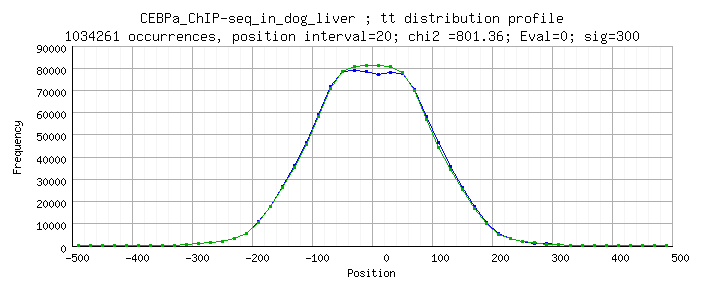 CEBPa_ChIP-seq_in_dog_liver ; tt distribution profile
1034261 occurrences, position interval=20; chi2 =801.36; Eval=0; sig=300
90000
80000
70000
60000
50000
40000
30000
20000
10000
0
Frequency
-500 -400 -300 -200 -100 0 100 200 300 400 500
Position